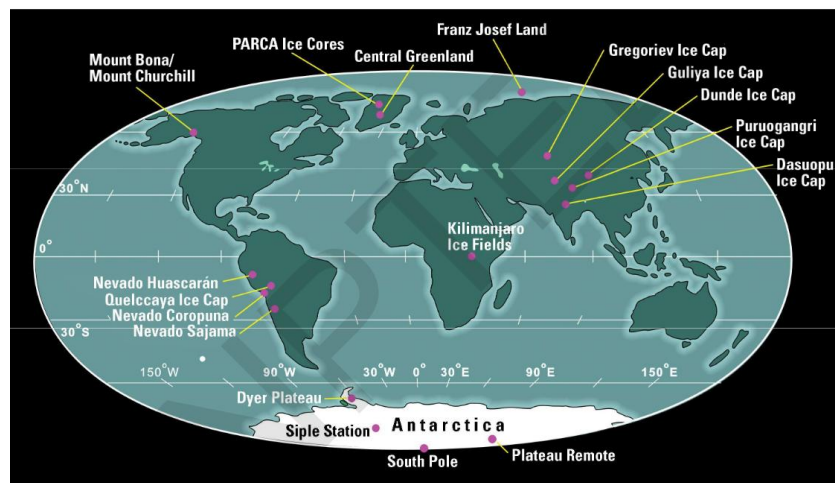 Franz Josef Land
PARCA Ice Cores
Central Greenland
Mount Bona/
Mount Churchill
Gregoriev Ice Cap
Guliya Ice Cap
Dunde Ice Cap
Puruogangri
Ice Cap
Dasuopu
Ice Cap
30°N
Kilimanjaro
Ice Fields
0°
Nevado Huascarán
Quelccaya Ice Cap
Nevado Coropuna
Nevado Sajama
30°S
150°W 90°W 30°W 0° 30°E 90°E 150°E
Dyer Plateau
Siple Station
Antarctica
South Pole
Plateau Remote